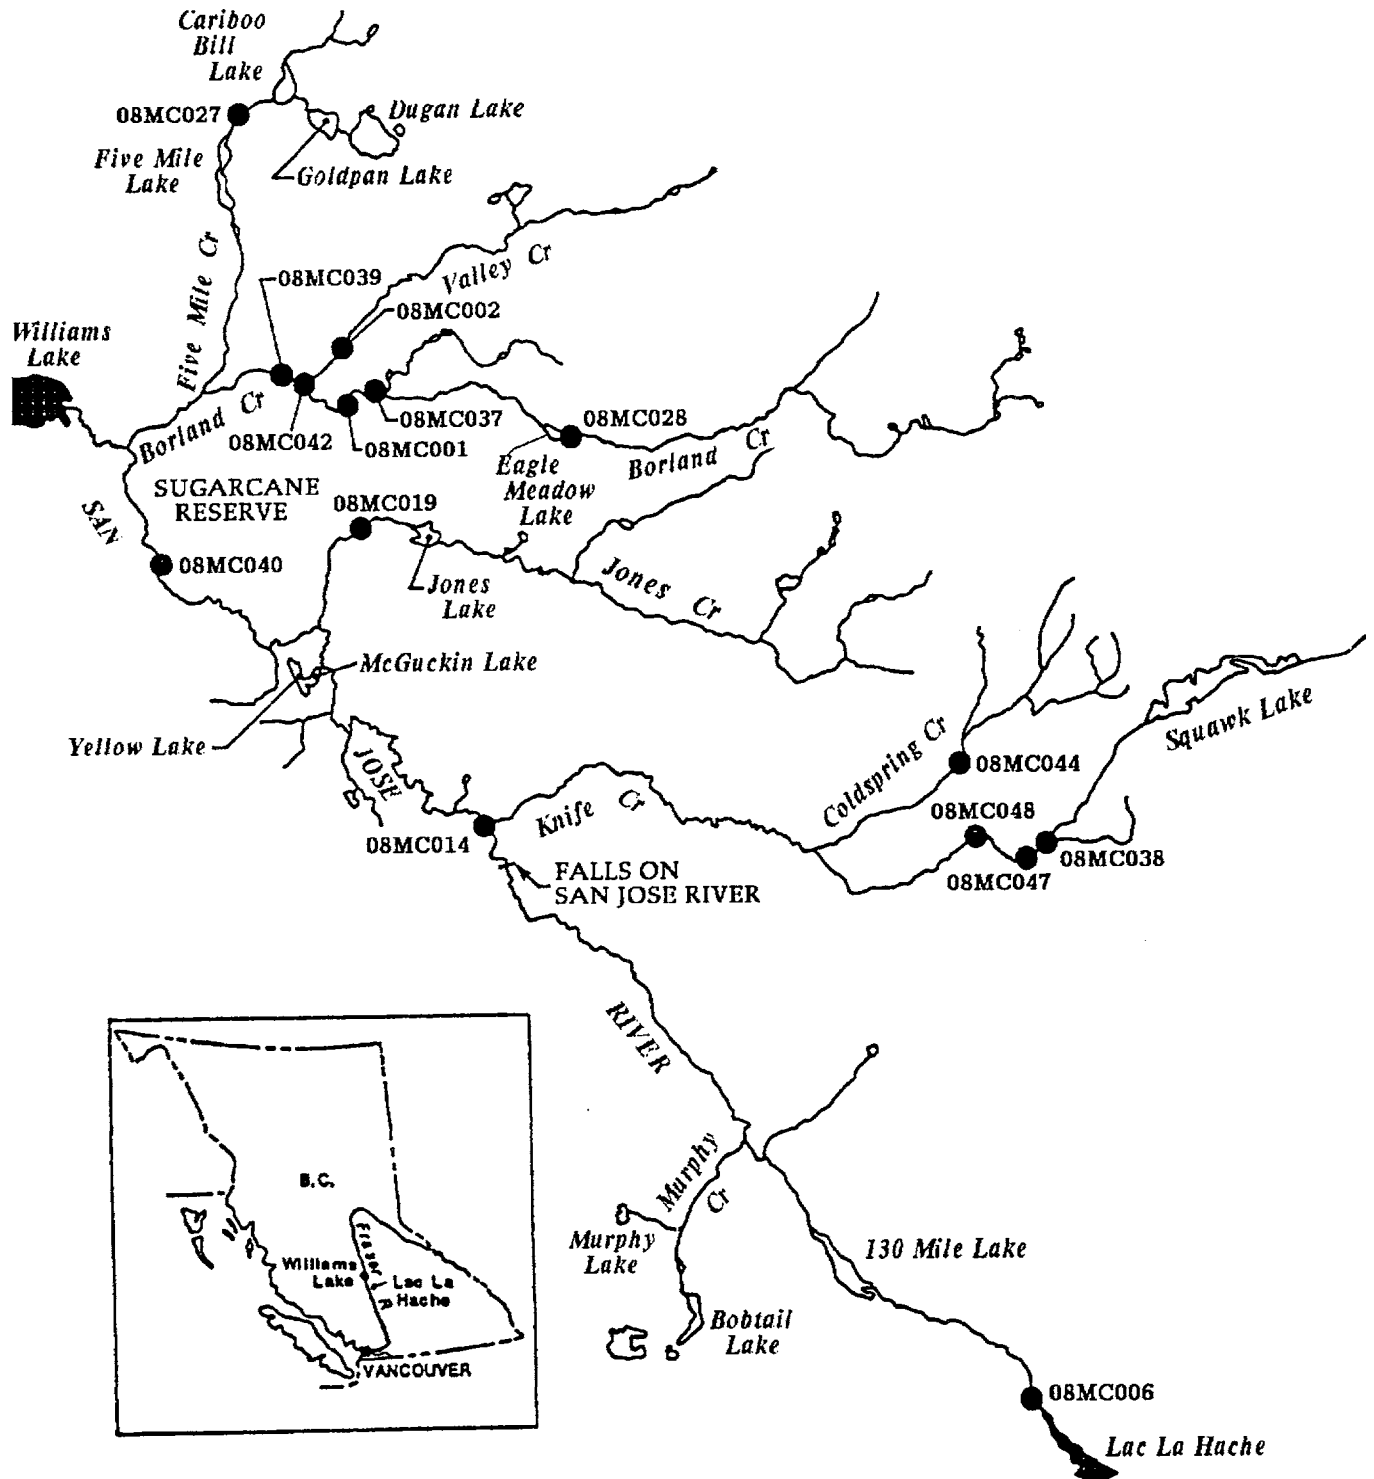 Cariboo
Bill
Lake
08MC027
Dugan Lake
Five Mile
Lake
Goldpan Lake
Five Mile Cr
08MC039
Valley Cr
08MC002
Williams
Lake
Borland Cr
08MC042
08MC037
08MC001
08MC028
Borland Cr
Eagle
Meadow
Lake
SUGARCANE
RESERVE
08MC019
SAN
08MC040
Jones
Lake
Jones Cr
McGuckin Lake
Yellow Lake
JOSE
Squawk Lake
Coldspring Cr
08MC044
Knife Cr
08MC048
08MC014
08MC038
08MC047
FALLS ON
SAN JOSE RIVER
RIVER
Murphy
Cr
Murphy
Lake
130 Mile Lake
Bobtail
Lake
08MC006
Lac La Hache
B.C.
Fraser R
Williams
Lake
Lac La
Hache
VANCOUVER